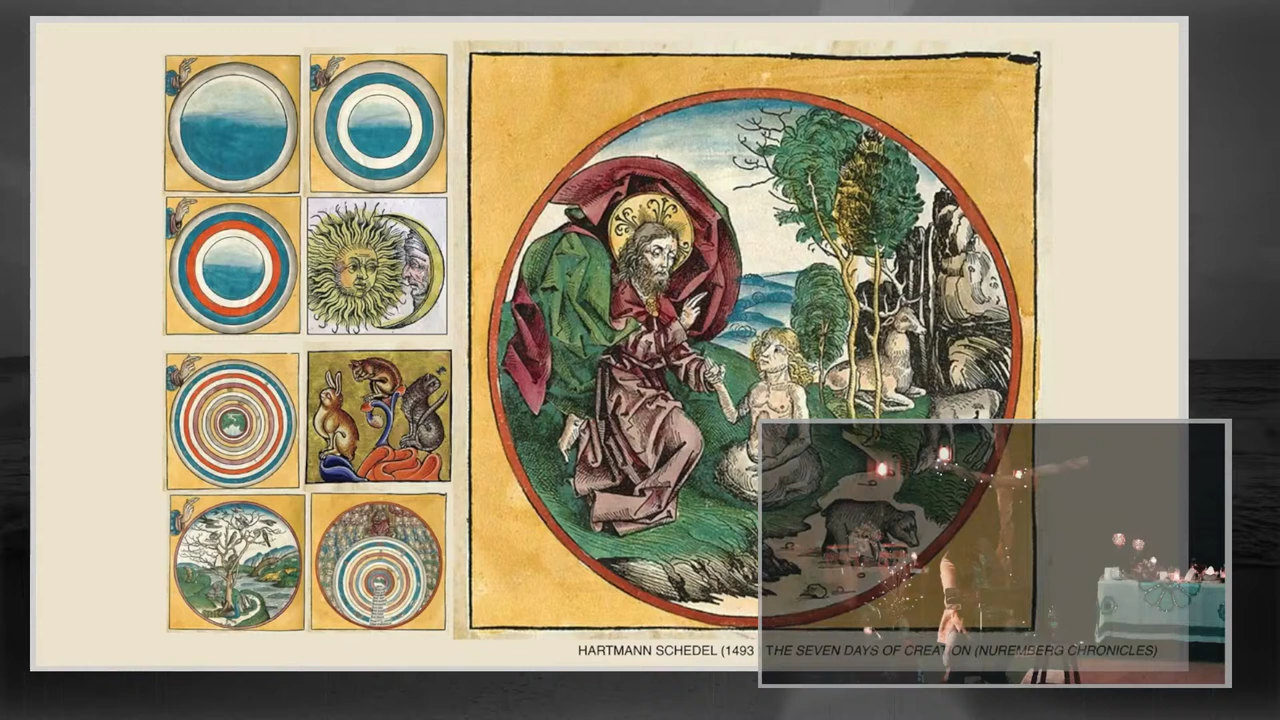 HARTMANN SCHEDEL (1493 THE SEVEN DAYS OF CREATION (NUREMBERG CHRONICLES)